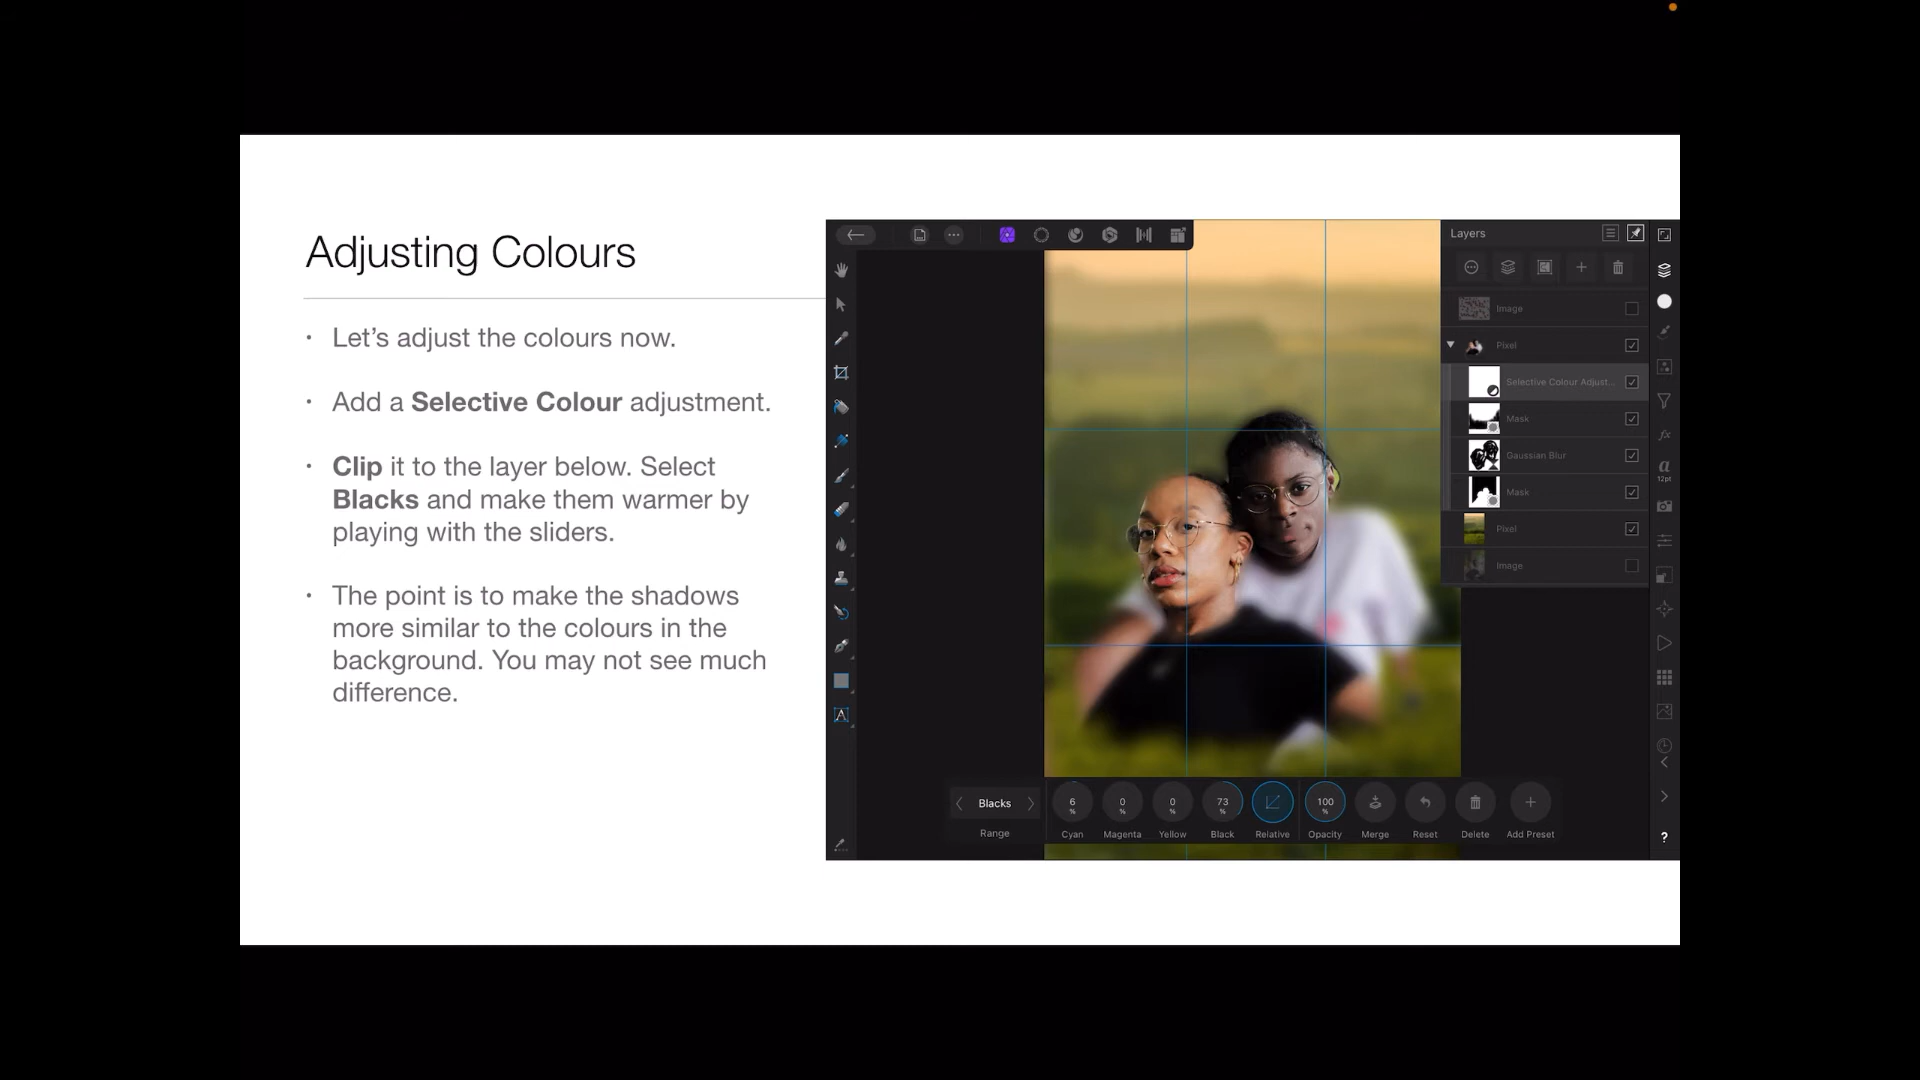 Adjusting Colours
• Let’s adjust the colours now.
• Add a Selective Colour adjustment.
• Clip it to the layer below. Select
Blacks and make them warmer by
playing with the sliders.
• The point is to make the shadows
more similar to the colours in the
background. You may not see much
difference.
Layers
Image
Pixel
Selective Colour Adjust...
Mask
Gaussian Blur
Mask
Pixel
Image
a
12pt
fx
A
?
Blacks
Range
6 %
Cyan
0 %
Magenta
0 %
Yellow
73 %
Black
Relative
100 %
Opacity
Merge
Reset
Delete
Add Preset